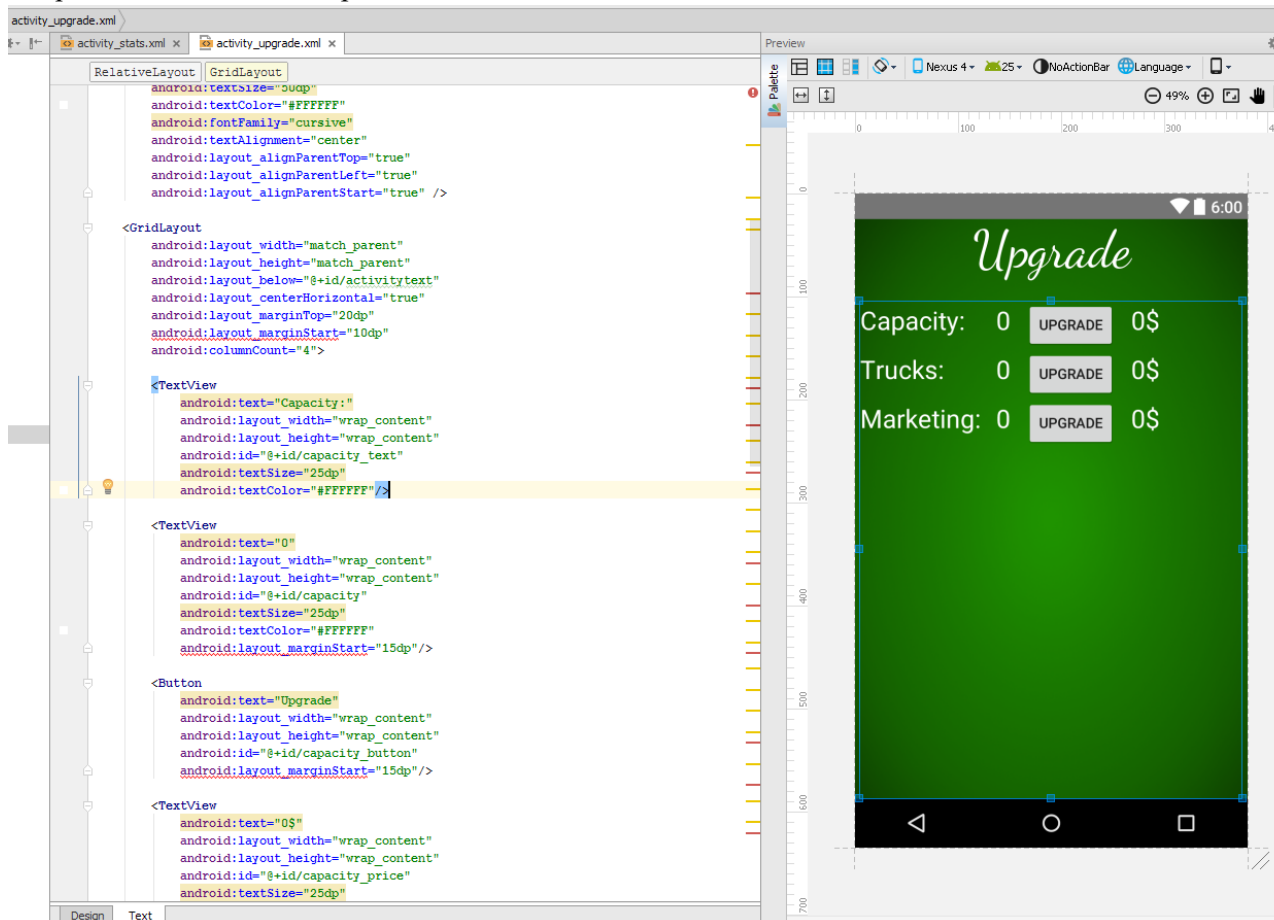 activity_upgrade.xml
activity_stats.xml × activity_upgrade.xml ×
RelativeLayout GridLayout
android:textSize="50dp"
android:textColor="#FFFFFF"
android:fontFamily="cursive"
android:textAlignment="center"
android:layout_alignParentTop="true"
android:layout_alignParentLeft="true"
android:layout_alignParentStart="true" />
<GridLayout
android:layout_width="match_parent"
android:layout_height="match_parent"
android:layout_below="@+id/activitytext"
android:layout_centerHorizontal="true"
android:layout_marginTop="20dp"
android:layout_marginStart="10dp"
android:columnCount="4">
<TextView
android:text="Capacity:"
android:layout_width="wrap_content"
android:layout_height="wrap_content"
android:id="@+id/capacity_text"
android:textSize="25dp"
android:textColor="#FFFFFF"/>
<TextView
android:text="0"
android:layout_width="wrap_content"
android:layout_height="wrap_content"
android:id="@+id/capacity"
android:textSize="25dp"
android:textColor="#FFFFFF"
android:layout_marginStart="15dp"/>
<Button
android:text="Upgrade"
android:layout_width="wrap_content"
android:layout_height="wrap_content"
android:id="@+id/capacity_button"
android:layout_marginStart="15dp"/>
<TextView
android:text="0$"
android:layout_width="wrap_content"
android:layout_height="wrap_content"
android:id="@+id/capacity_price"
android:textSize="25dp"
Design Text
Preview
Palette
Nexus 4 25 NoActionBar Language
49%
0 100 200 300 4
0
100
200
300
400
500
600
700
6:00
Upgrade
Capacity: 0 UPGRADE 0$
Trucks: 0 UPGRADE 0$
Marketing: 0 UPGRADE 0$